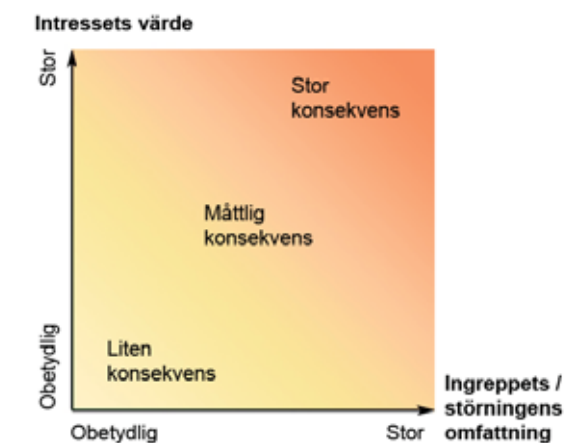 Intressets värde
Stor
Stor
konsekvens
Måttlig
konsekvens
Obetydlig
Liten
konsekvens
Ingreppets /
störningens
omfattning
Obetydlig
Stor